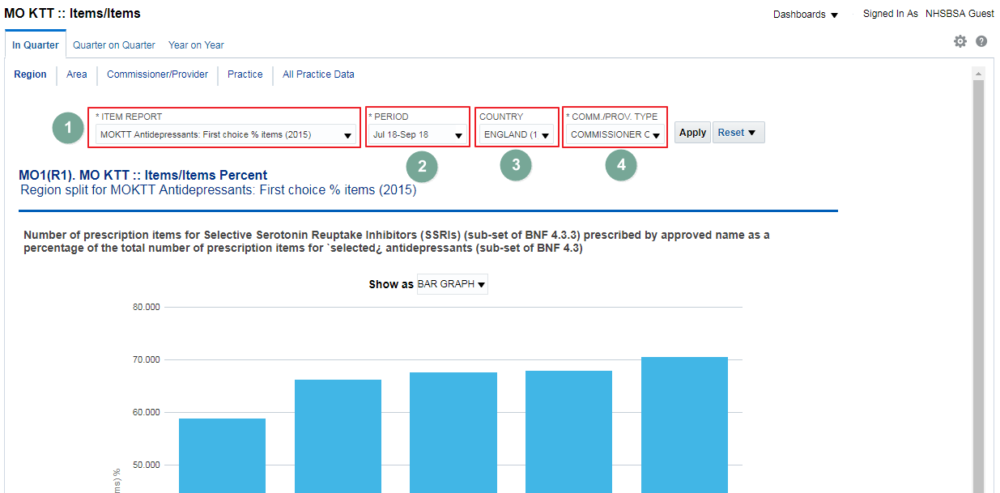 MO KTT :: Items/Items
Dashboards ▼ Signed In As NHSBSA Guest
In Quarter Quarter on Quarter Year on Year
Region Area Commissioner/Provider Practice All Practice Data
1
* ITEM REPORT
MOKTT Antidepressants: First choice % items (2015)
* PERIOD
Jul 18-Sep 18
COUNTRY
ENGLAND (1
* COMM./PROV. TYPE
COMMISSIONER C
Apply Reset ▼
2
3
4
MO1(R1). MO KTT :: Items/Items Percent
Region split for MOKTT Antidepressants: First choice % items (2015)
Number of prescription items for Selective Serotonin Reuptake Inhibitors (SSRIs) (sub-set of BNF 4.3.3) prescribed by approved name as a
percentage of the total number of prescription items for `selected¿ antidepressants (sub-set of BNF 4.3)
Show as BAR GRAPH ▼
80.000
70.000
60.000
50.000
ms) %